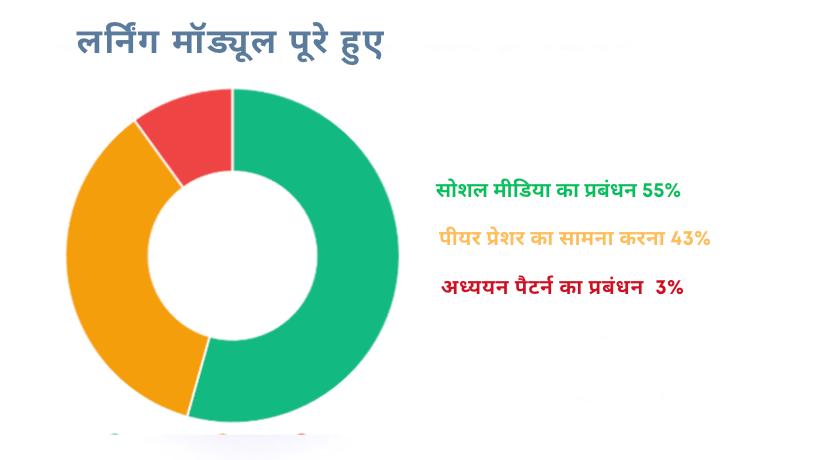 लर्निंग मॉड्यूल पूरे हुए
सोशल मीडिया का प्रबंधन 55%
पीयर प्रेशर का सामना करना 43%
अध्ययन पैटर्न का प्रबंधन 3%